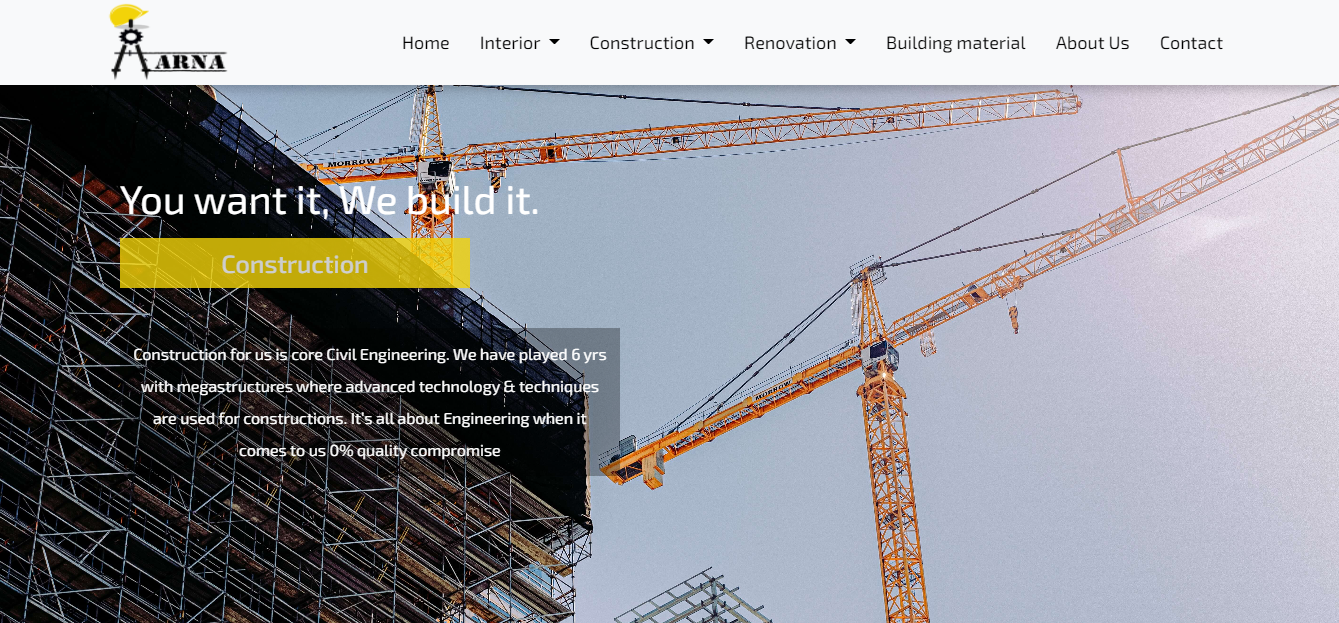 ARNA
Home Interior Construction Renovation Building material About Us Contact
MORROW
You want it, We build it.
Construction
Construction for us is core Civil Engineering. We have played 6 yrs
with megastructures where advanced technology & techniques
are used for constructions. It's all about Engineering when it
comes to us 0% quality compromise
MORROW